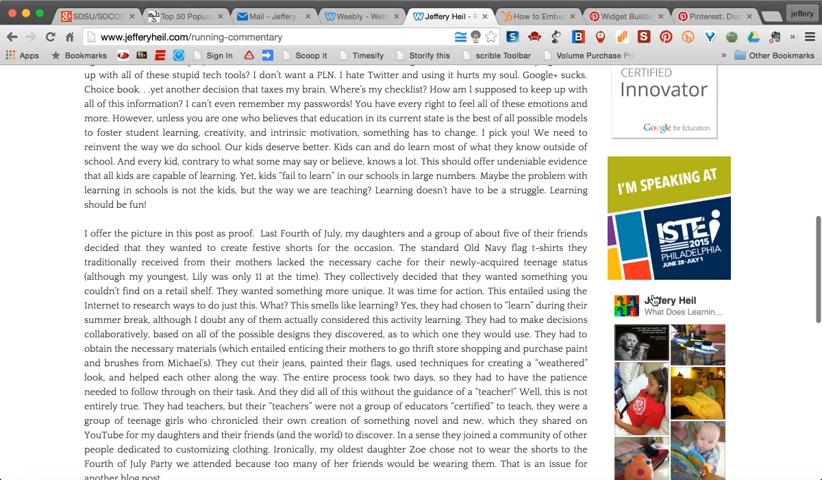 SDSU/SDCOE
Top 50 Popula
Mail - Jeffery
Weebly - Web
Jeffery Heil - R
How to Embe
Widget Builde
Pinterest: Dis
jeffery
www.jefferyheil.com/running-commentary
Apps
Bookmarks
Sign In
Scoop it
Timefly
Storify this
scrible Toolbar
Volume Purchase P
Other Bookmarks
up with all of these stupid tech tools? I don't want a PLN. I hate Twitter and using it hurts my soul. Google+ sucks.
Choice book. . .yet another decision that taxes my brain. Where's my checklist? How am I supposed to keep up with
all of this information? I can't even remember my passwords! You have every right to feel all of these emotions and
more. However, unless you are one who believes that education in its current state is the best of all possible models
to foster student learning, creativity, and intrinsic motivation, something has to change. I pick you! We need to
reinvent the way we do school. Our kids deserve better. Kids can and do learn most of what they know outside of
school. And every kid, contrary to what some may say or believe, knows a lot. This should offer undeniable evidence
that all kids are capable of learning. Yet, kids "fail to learn" in our schools in large numbers. Maybe the problem with
learning in schools is not the kids, but the way we are teaching? Learning doesn't have to be a struggle. Learning
should be fun!
I offer the picture in this post as proof. Last Fourth of July, my daughters and a group of about five of their friends
decided that they wanted to create festive shorts for the occasion. The standard Old Navy flag t-shirts they
traditionally received from their mothers lacked the necessary cache for their newly-acquired teenage status
(although my youngest, Lily was only 11 at the time). They collectively decided that they wanted something you
couldn't find on a retail shelf. They wanted something more unique. It was time for action. This entailed using the
Internet to research ways to do just this. What? This smells like learning? Yes, they had chosen to "learn" during their
summer break, although I doubt any of them actually considered this activity learning. They had to make decisions
collaboratively, based on all of the possible designs they discovered, as to which one they would use. They had to
obtain the necessary materials (which entailed enticing their mothers to go thrift store shopping and purchase paint
and brushes from Michael's). They cut their jeans, painted their flags, used techniques for creating a "weathered"
look, and helped each other along the way. The entire process took two days, so they had to have the patience
needed to follow through on their task. And they did all of this without the guidance of a "teacher!" Well, this is not
entirely true. They had teachers, but their "teachers" were not a group of educators "certified" to teach, they were a
group of teenage girls who chronicled their own creation of something novel and new, which they shared on
YouTube for my daughters and their friends (and the world) to discover. In a sense they joined a community of other
people dedicated to customizing clothing. Ironically, my oldest daughter Zoe chose not to wear the shorts to the
Fourth of July Party we attended because too many of her friends would be wearing them. That is an issue for
another blog post.
CERTIFIED
Innovator
Google for Education
I'M SPEAKING AT
ISTE
2015
PHILADELPHIA
JUNE 28-JULY 1
Jeffery Heil
What Does Learnin...